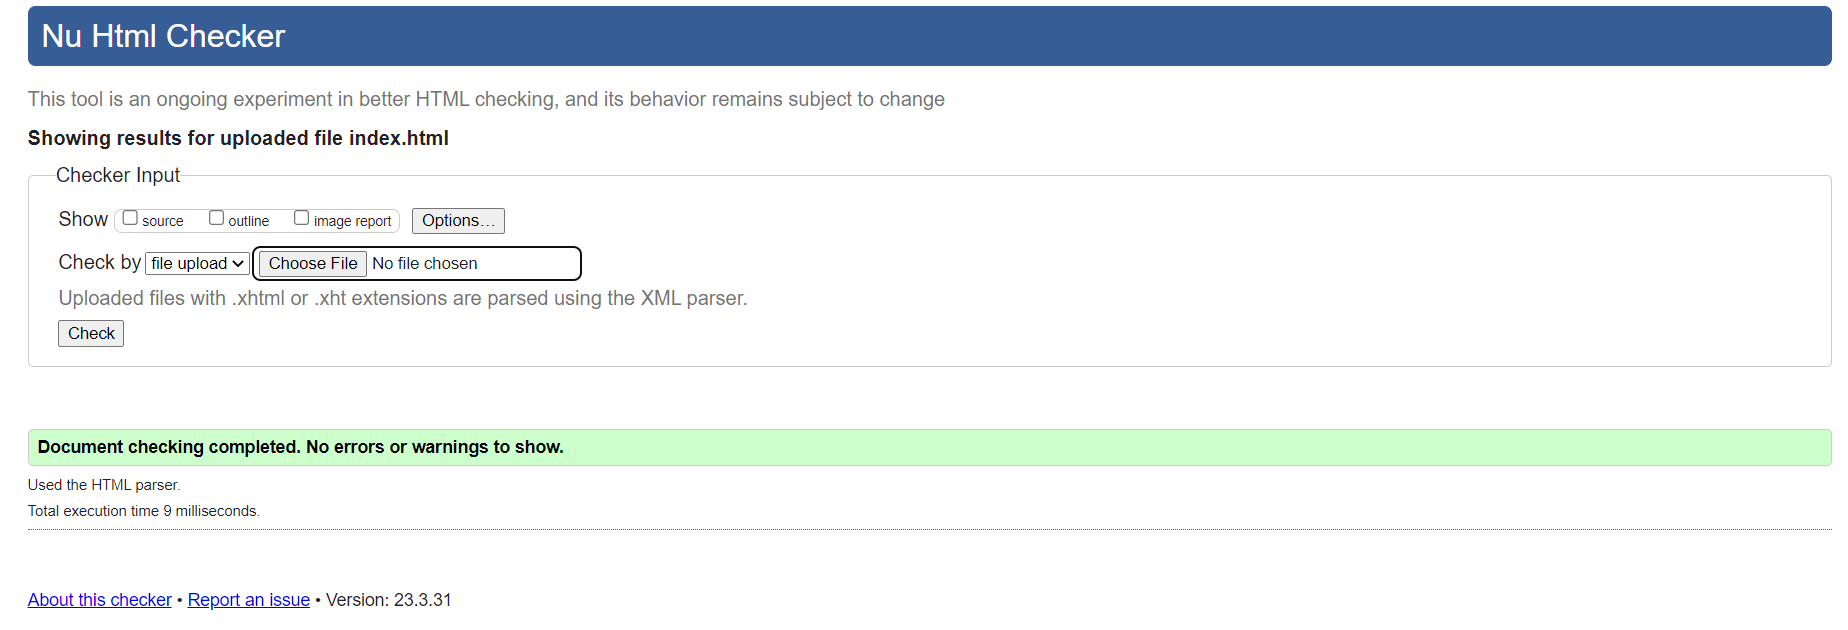 Nu Html Checker
This tool is an ongoing experiment in better HTML checking, and its behavior remains subject to change
Showing results for uploaded file index.html
Checker Input
Show source outline image report Options...
Check by file upload Choose File No file chosen
Uploaded files with .xhtml or .xht extensions are parsed using the XML parser.
Check
Document checking completed. No errors or warnings to show.
Used the HTML parser.
Total execution time 9 milliseconds.
About this checker • Report an issue • Version: 23.3.31